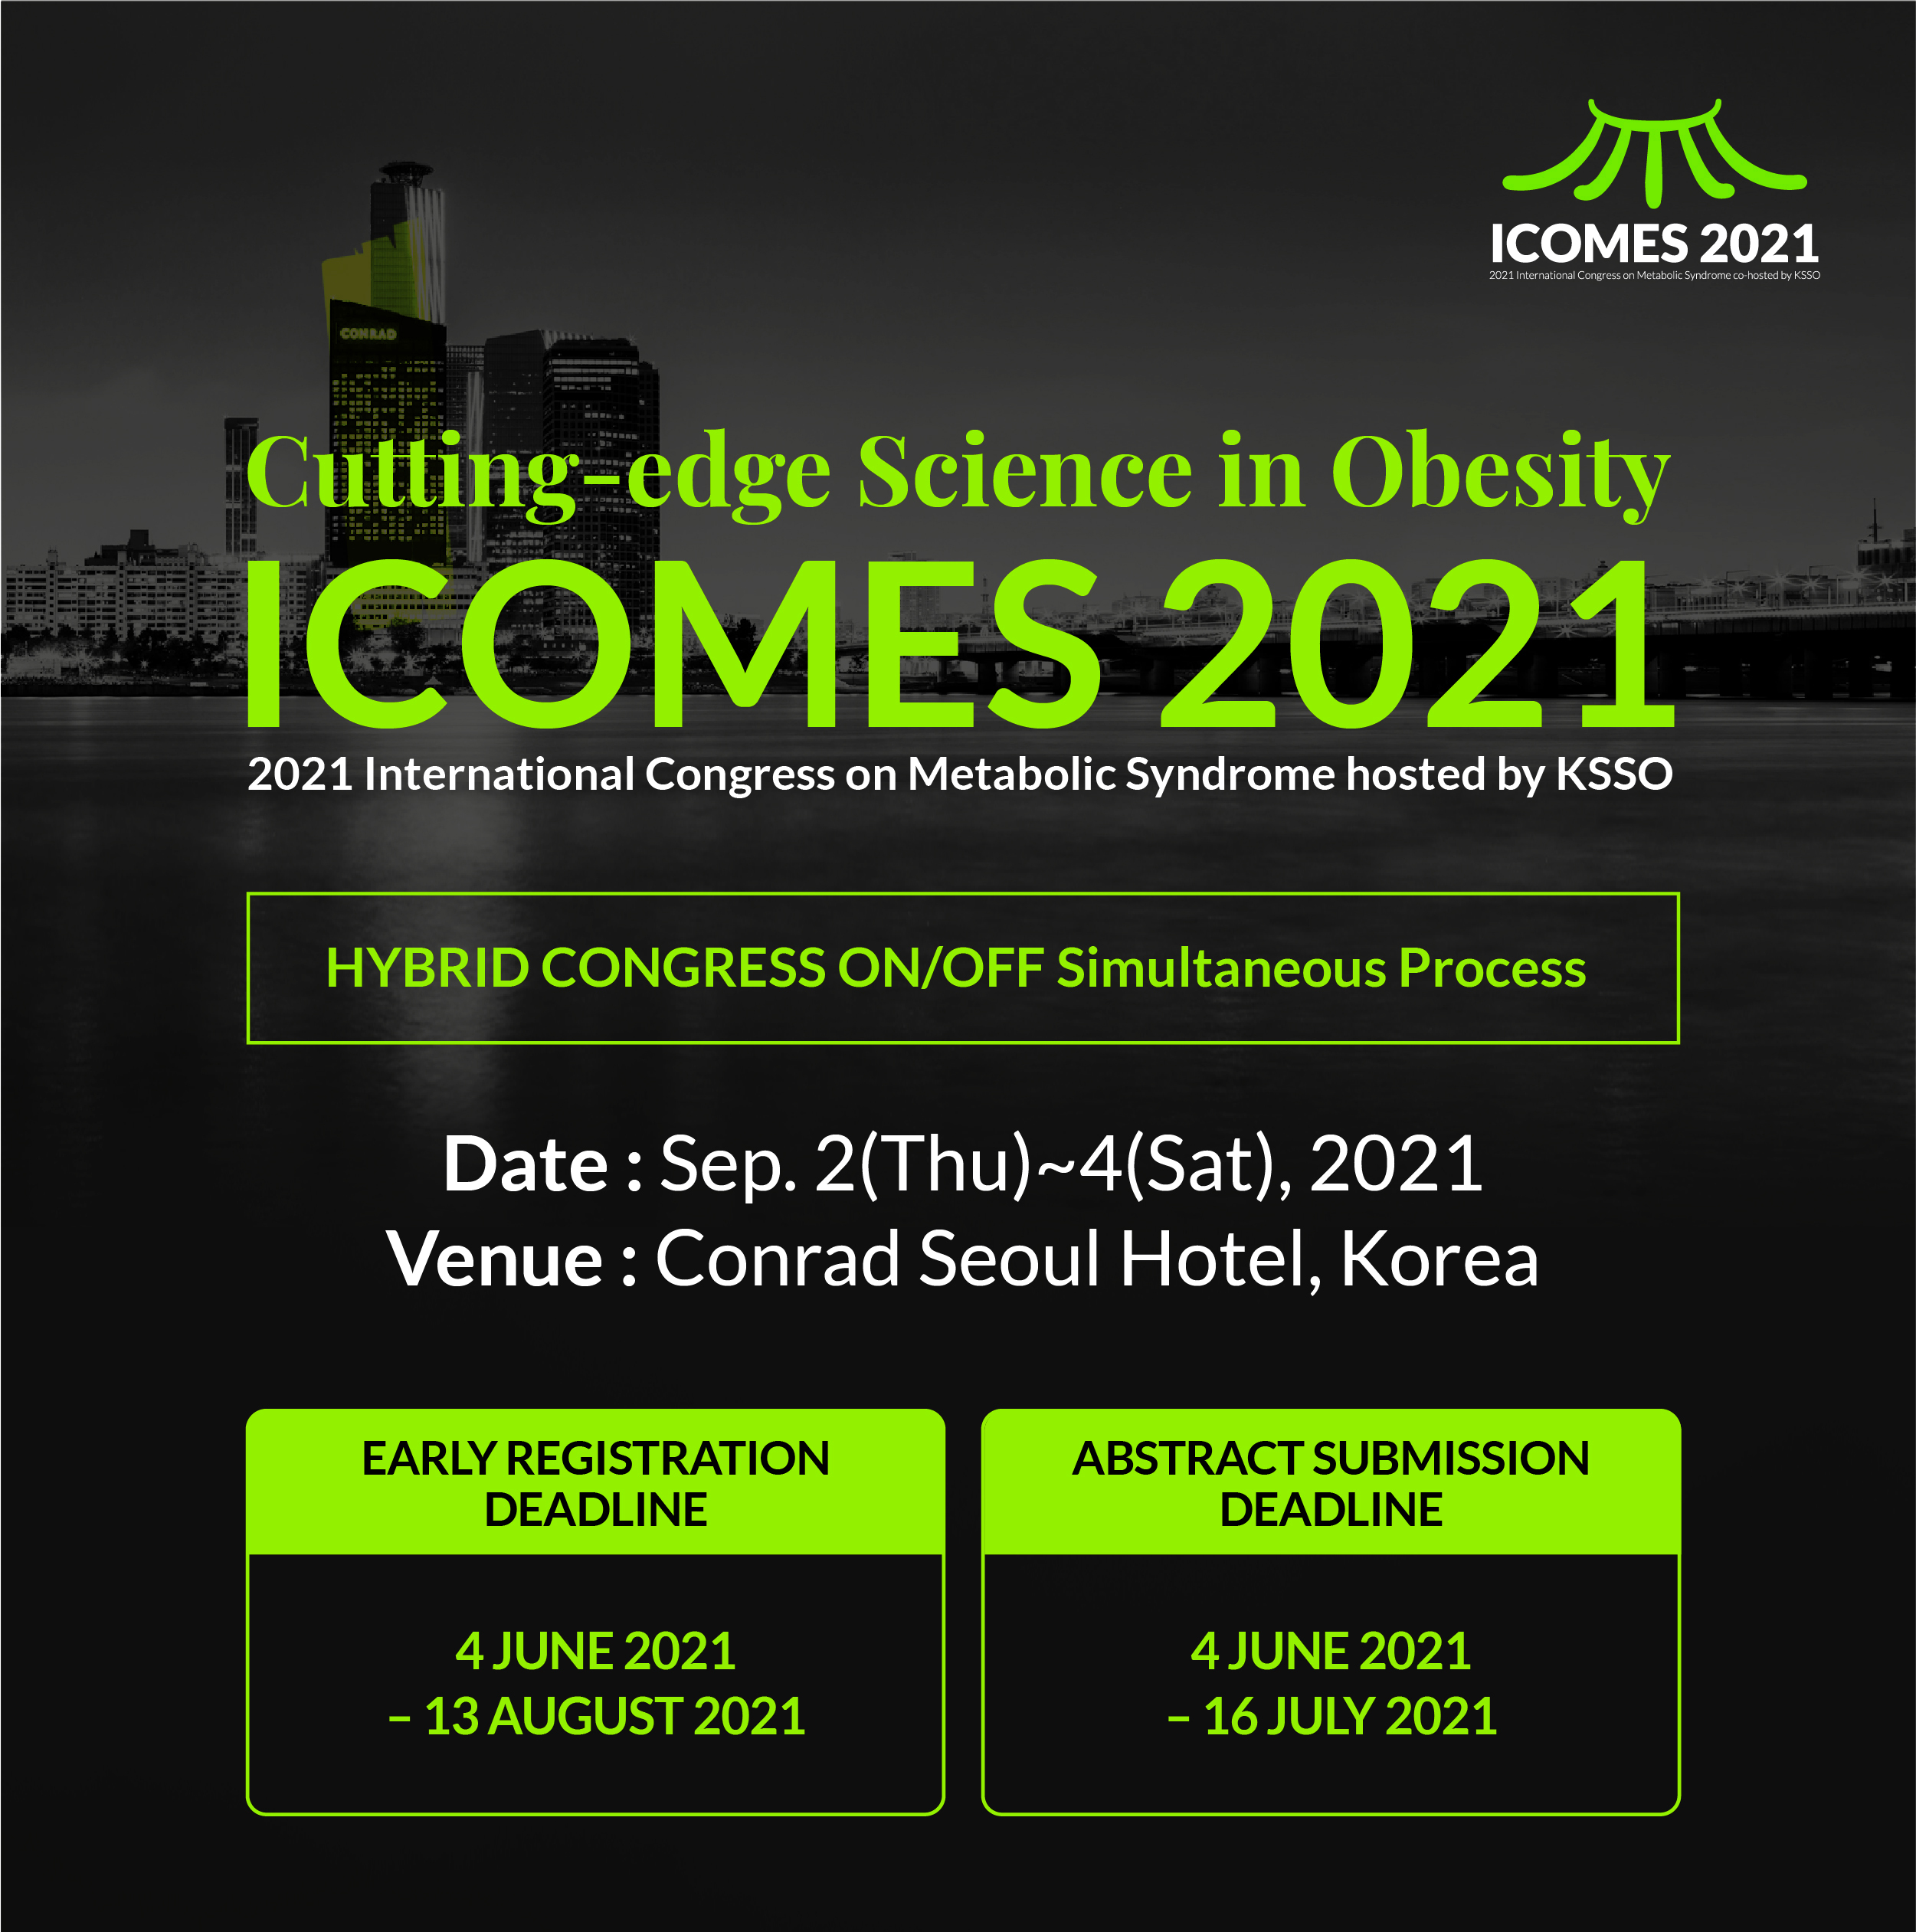 ICOMES 2021
2021 International Congress on Metabolic Syndrome co-hosted by KSSO
CONRAD
Cutting-edge Science in Obesity
ICOMES 2021
2021 International Congress on Metabolic Syndrome hosted by KSSO
HYBRID CONGRESS ON/OFF Simultaneous Process
Date : Sep. 2(Thu)~4(Sat), 2021
Venue : Conrad Seoul Hotel, Korea
EARLY REGISTRATION
DEADLINE
4 JUNE 2021
– 13 AUGUST 2021
ABSTRACT SUBMISSION
DEADLINE
4 JUNE 2021
– 16 JULY 2021